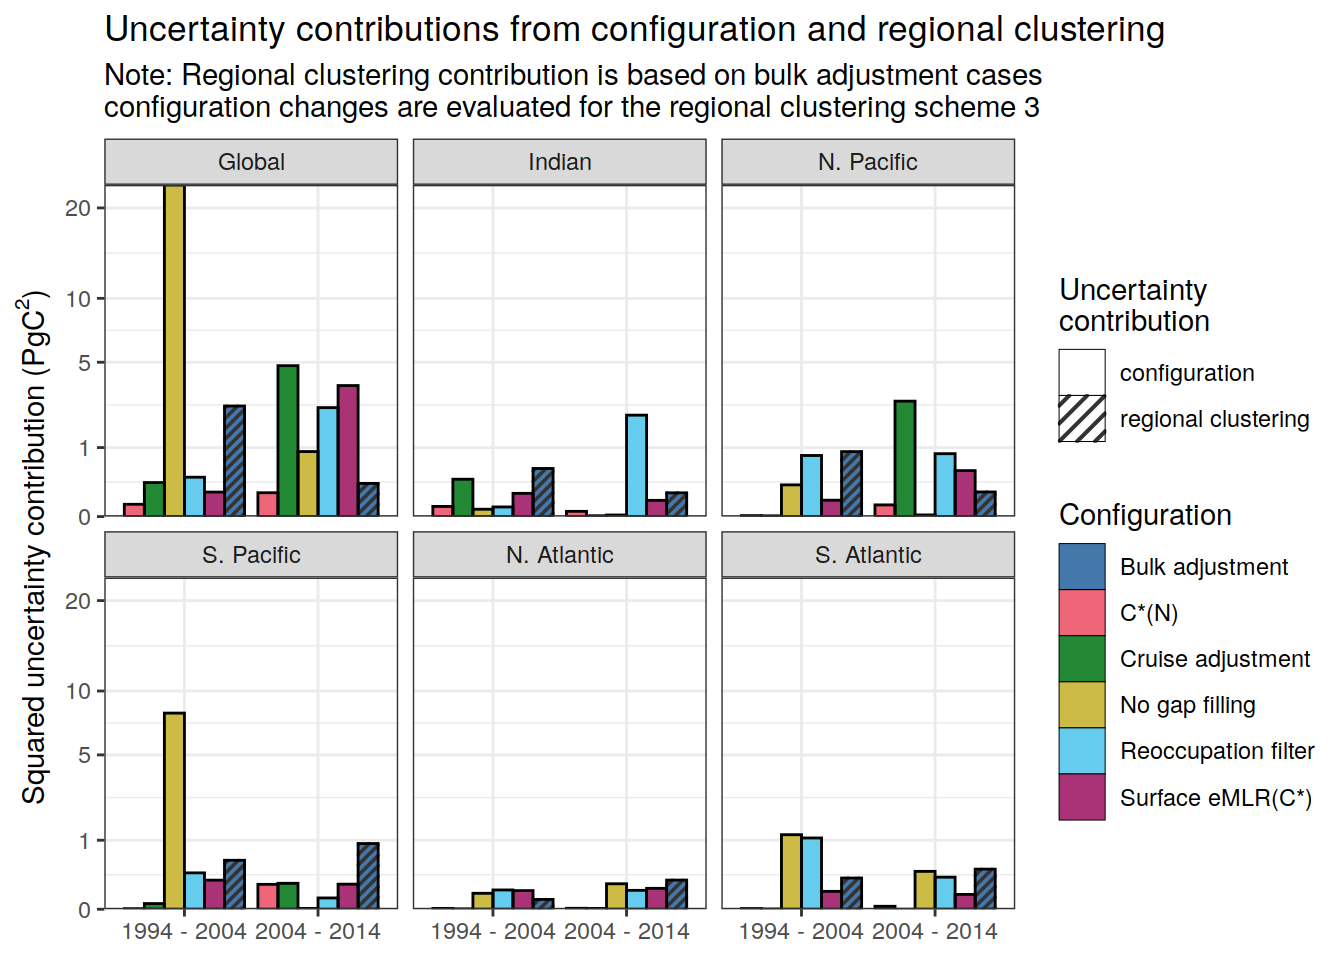 Uncertainty contributions from configuration and regional clustering
Note: Regional clustering contribution is based on bulk adjustment cases
configuration changes are evaluated for the regional clustering scheme 3
Global
Indian
N. Pacific
20
10
5
1
0
S. Pacific
N. Atlantic
S. Atlantic
20
10
5
1
0
1994 - 2004 2004 - 2014
1994 - 2004 2004 - 2014
1994 - 2004 2004 - 2014
Squared uncertainty contribution (PgC²)
Uncertainty
contribution
configuration
regional clustering
Configuration
Bulk adjustment
C*(N)
Cruise adjustment
No gap filling
Reoccupation filter
Surface eMLR(C*)